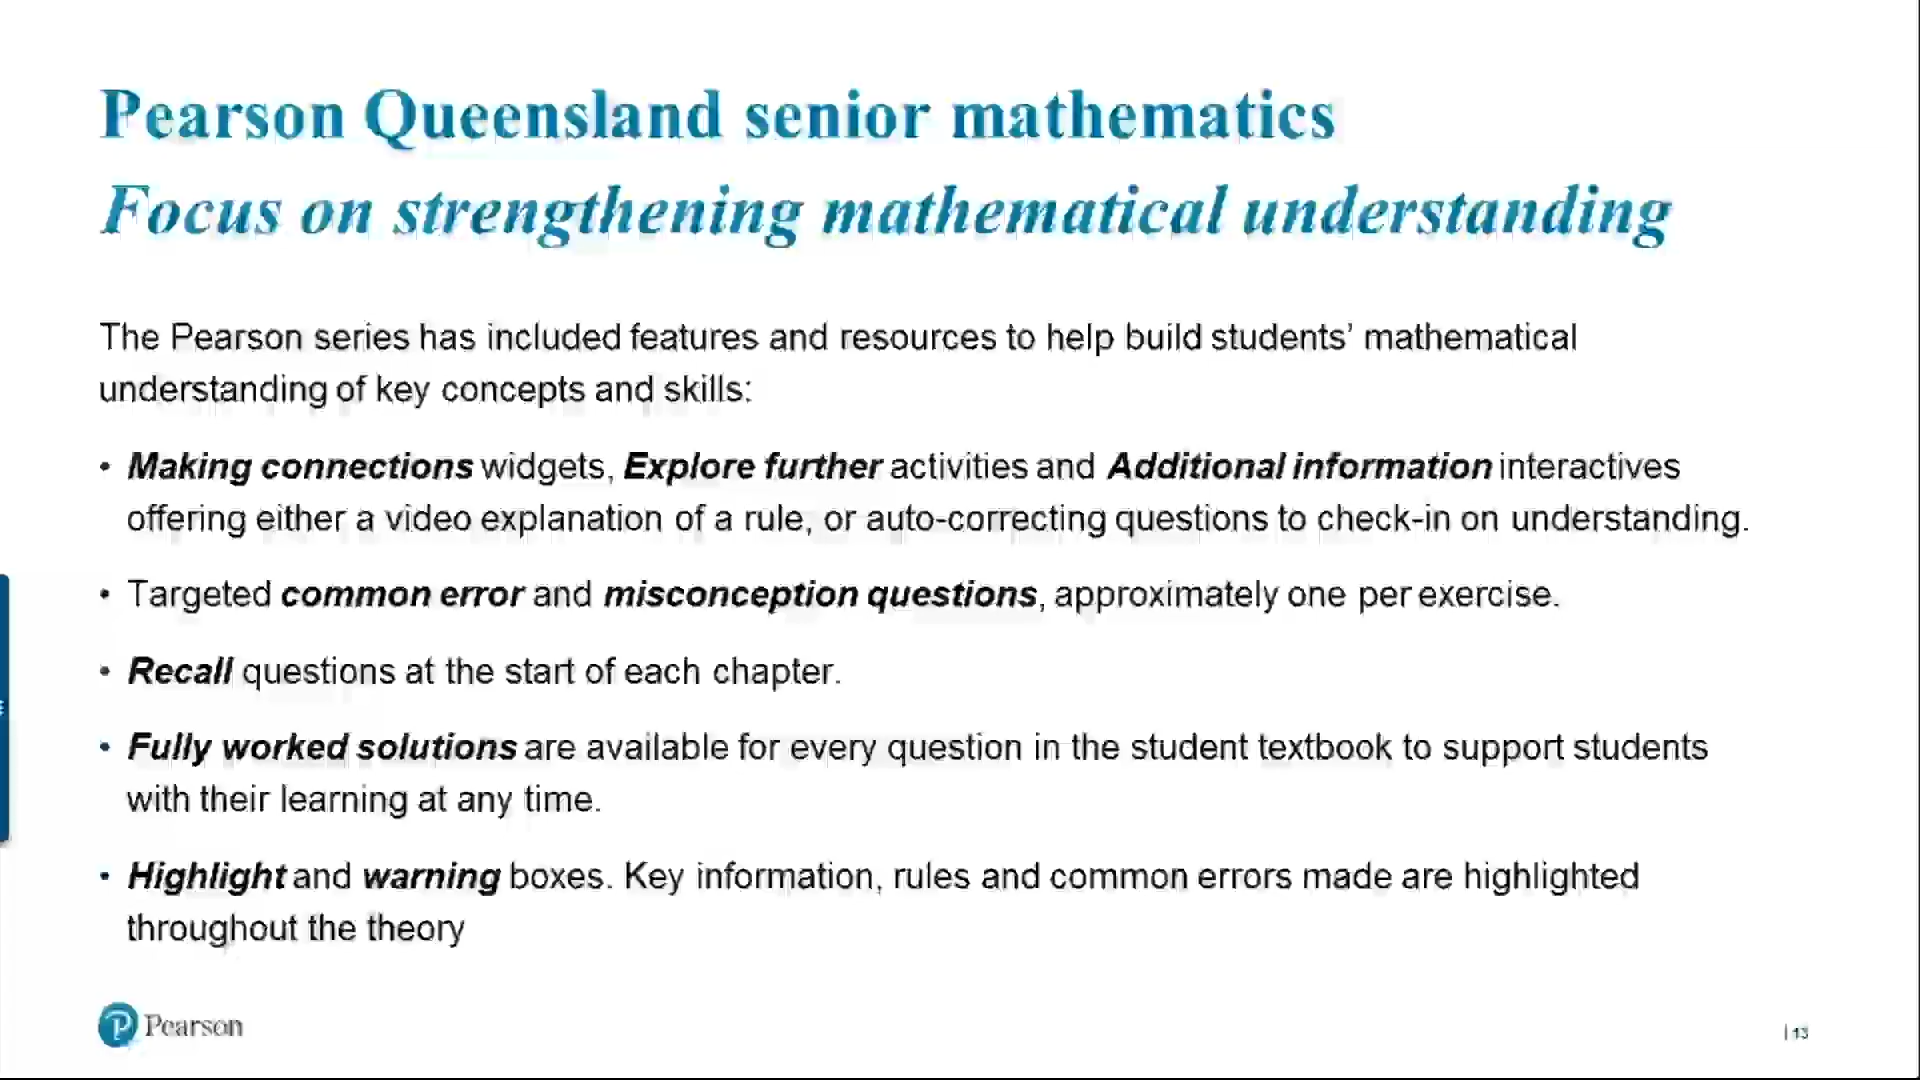 Pearson Queensland senior mathematics
Focus on strengthening mathematical understanding
The Pearson series has included features and resources to help build students’ mathematical
understanding of key concepts and skills:
• Making connections widgets, Explore further activities and Additional information interactives
offering either a video explanation of a rule, or auto-correcting questions to check-in on understanding.
• Targeted common error and misconception questions, approximately one per exercise.
• Recall questions at the start of each chapter.
• Fully worked solutions are available for every question in the student textbook to support students
with their learning at any time.
• Highlight and warning boxes. Key information, rules and common errors made are highlighted
throughout the theory
Pearson
| 13